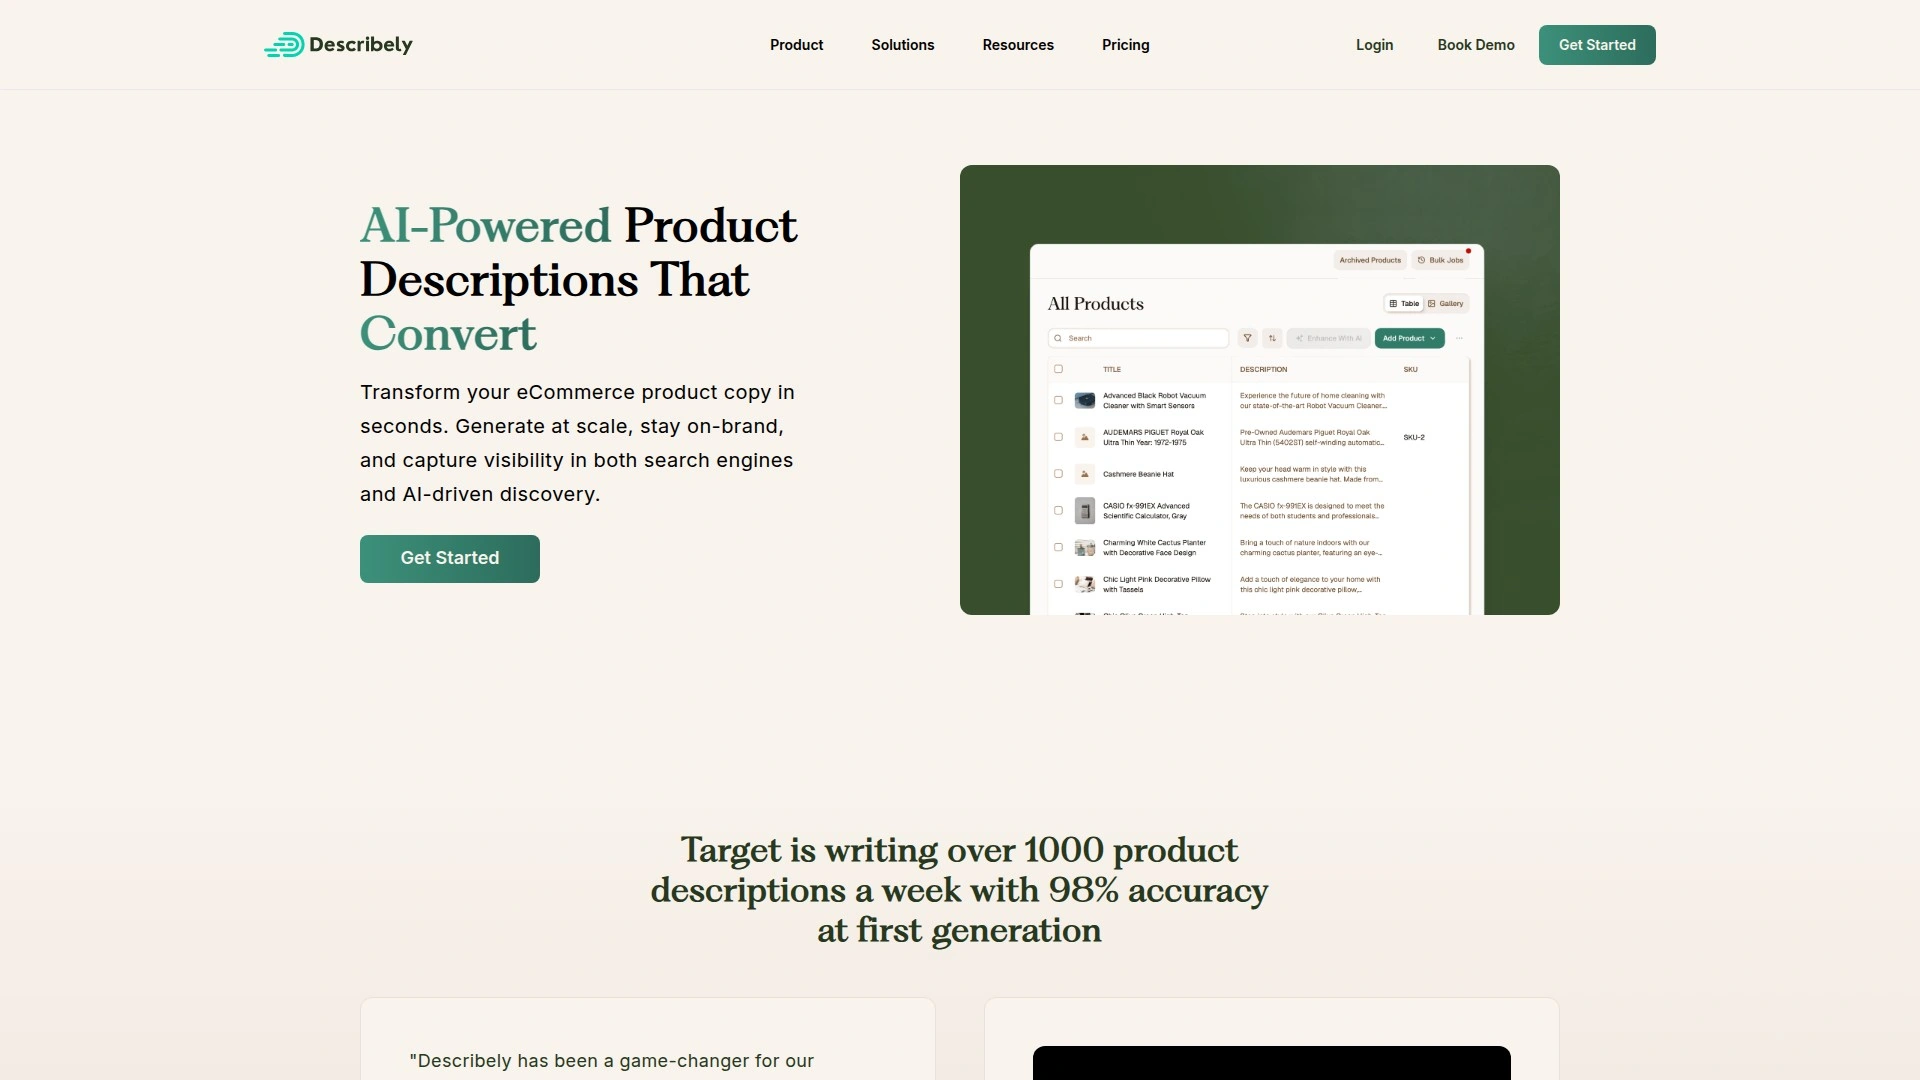 Describely
Product
Solutions
Resources
Pricing
Login
Book Demo
Get Started
AI-Powered Product
Descriptions That
Convert
Transform your eCommerce product copy in
seconds. Generate at scale, stay on-brand,
and capture visibility in both search engines
and AI-driven discovery.
Get Started
Archived Products
Bulk Jobs
All Products
Table
Gallery
Search
Enhance With AI
Add Product
TITLE
DESCRIPTION
SKU
Advanced Black Robot Vacuum
Cleaner with Smart Sensors
Experience the future of home cleaning with
our state-of-the-art Robot Vacuum Cleaner...
AUDEMARS PIGUET Royal Oak
Ultra Thin Year: 1972-1975
Pre-Owned Audemars Piguet Royal Oak
Ultra Thin (5402ST) self-winding automatic...
SKU-2
Cashmere Beanie Hat
Keep your head warm in style with this
luxurious cashmere beanie hat. Made from...
CASIO fx-991EX Advanced
Scientific Calculator, Gray
The CASIO fx-991EX is designed to meet the
needs of both students and professionals...
Charming White Cactus Planter
with Decorative Face Design
Bring a touch of nature indoors with our
charming cactus planter, featuring an eye-...
Chic Light Pink Decorative Pillow
with Tassels
Add a touch of elegance to your home with
this chic light pink decorative pillow,...
Target is writing over 1000 product
descriptions a week with 98% accuracy
at first generation
"Describely has been a game-changer for our